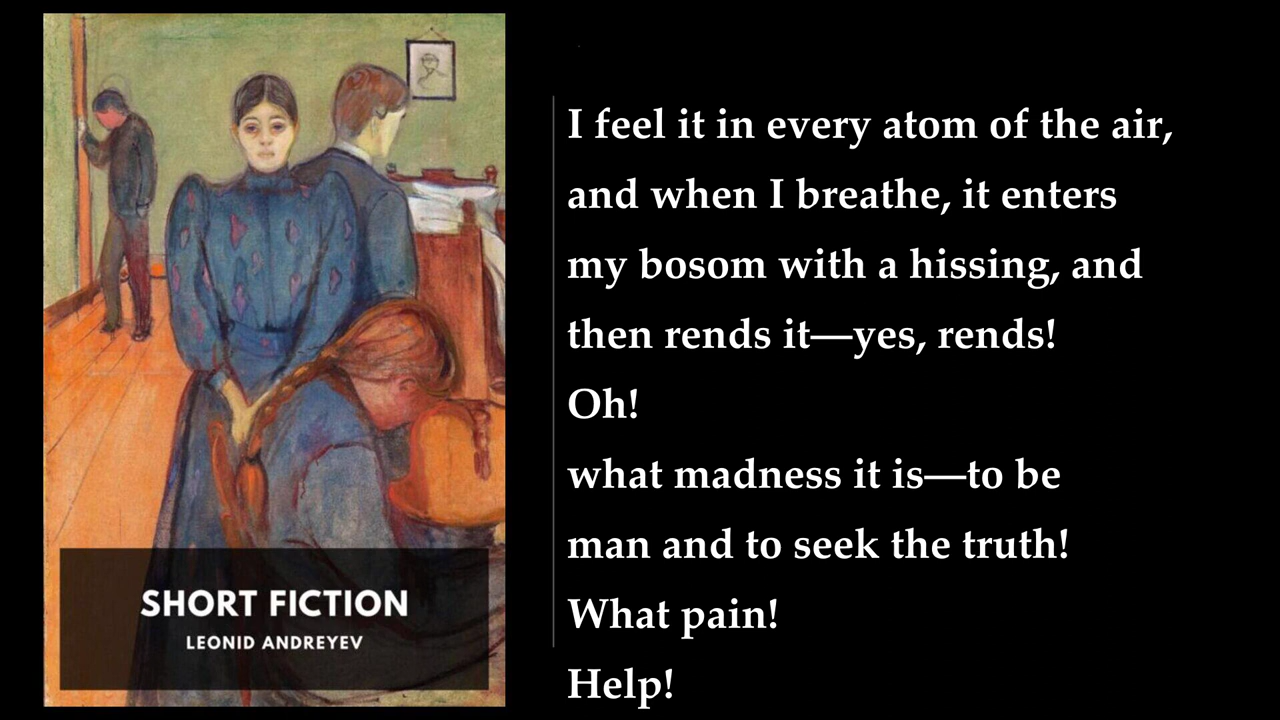 SHORT FICTION
LEONID ANDREYEV
I feel it in every atom of the air,
and when I breathe, it enters
my bosom with a hissing, and
then rends it—yes, rends!
Oh!
what madness it is—to be
man and to seek the truth!
What pain!
Help!